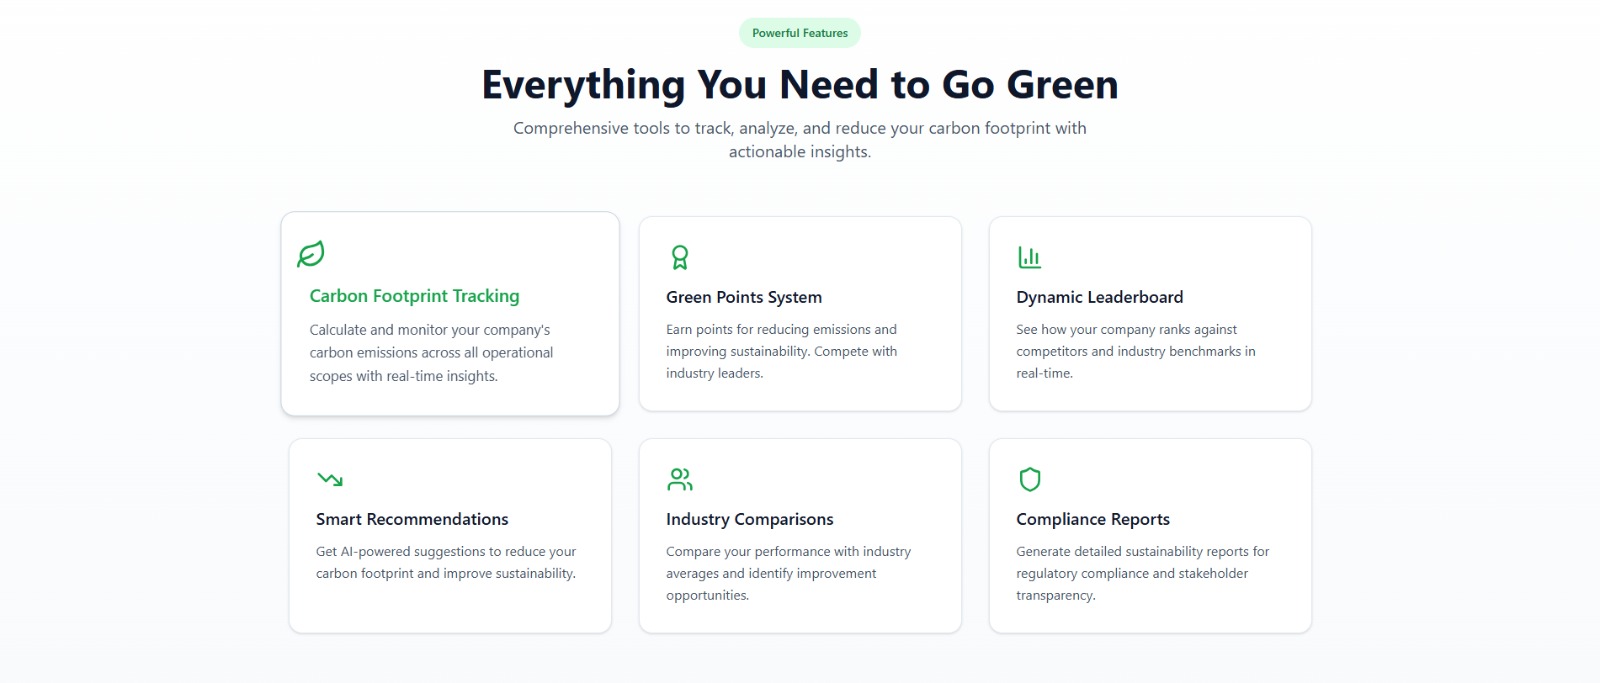 Powerful Features
Everything You Need to Go Green
Comprehensive tools to track, analyze, and reduce your carbon footprint with
actionable insights.
Carbon Footprint Tracking
Calculate and monitor your company's
carbon emissions across all operational
scopes with real-time insights.
Green Points System
Earn points for reducing emissions and
improving sustainability. Compete with
industry leaders.
Dynamic Leaderboard
See how your company ranks against
competitors and industry benchmarks in
real-time.
Smart Recommendations
Get AI-powered suggestions to reduce your
carbon footprint and improve sustainability.
Industry Comparisons
Compare your performance with industry
averages and identify improvement
opportunities.
Compliance Reports
Generate detailed sustainability reports for
regulatory compliance and stakeholder
transparency.